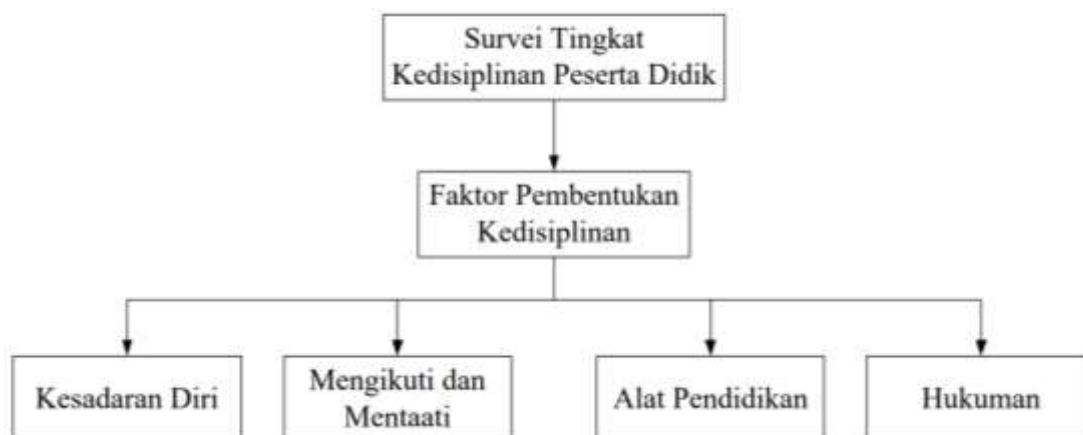 Survei Tingkat
Kedisiplinan Peserta Didik
Faktor Pembentukan
Kedisiplinan
Kesadaran Diri
Mengikuti dan
Mentaati
Alat Pendidikan
Hukuman